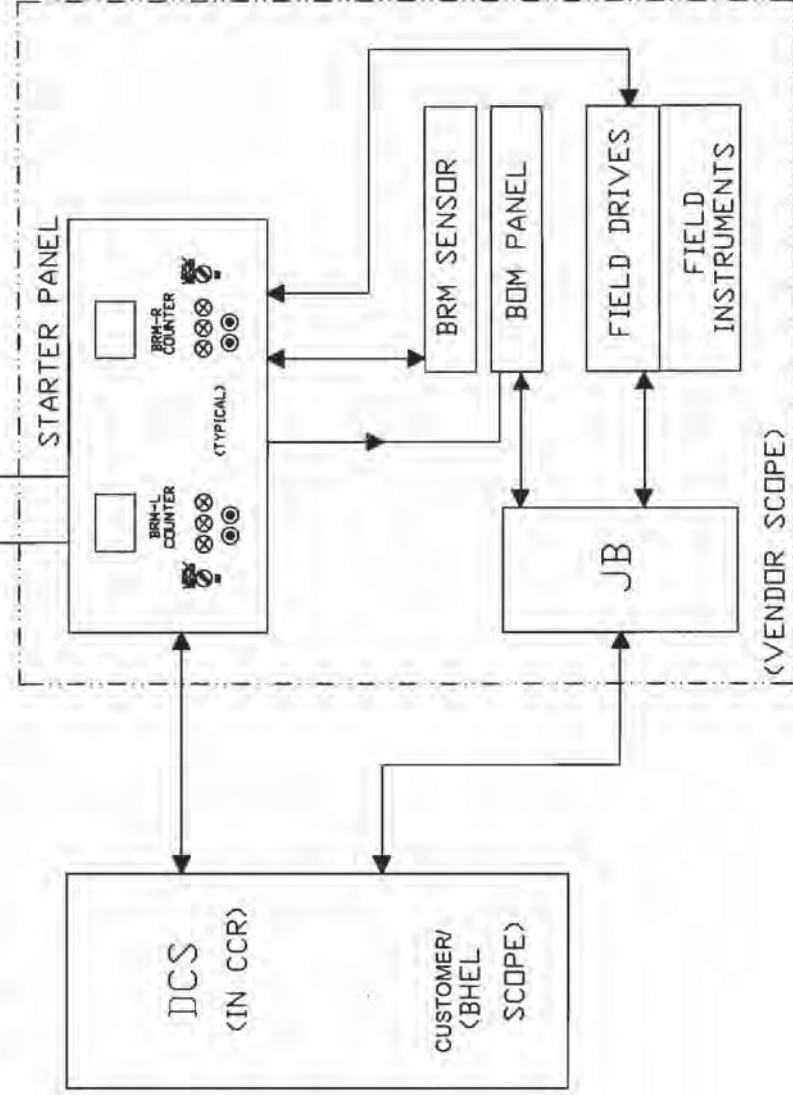 STARTER PANEL
BRM-L
COUNTER
BRM-R
COUNTER
(TYPICAL)
DCS
(IN CCR)
CUSTOMER/
(BHEL
SCOPE)
BRM SENSOR
BOM PANEL
JB
FIELD DRIVES
FIELD
INSTRUMENTS
(VENDOR SCOPE)